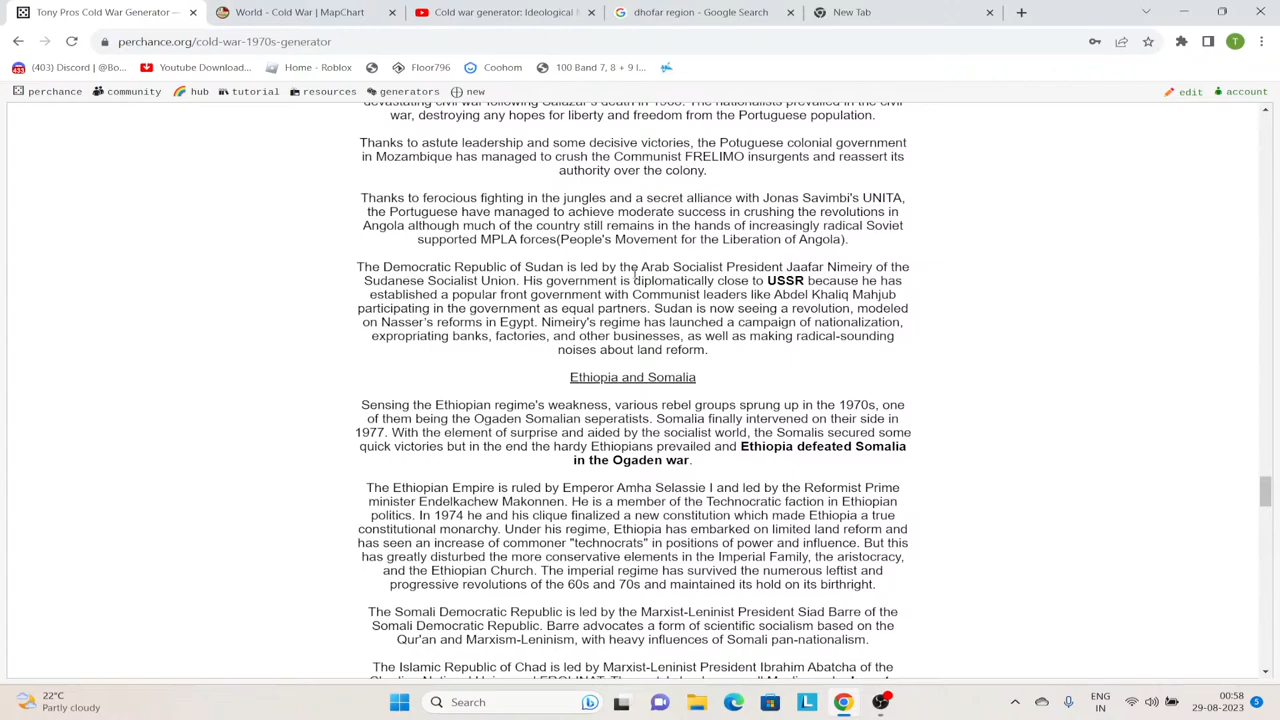 Tony Pros Cold War Generator —
World - Cold War | MapChart
Cold war generator: Ideological
dhofar region - Google Search
New Tab
perchance.org/cold-war-1970s-generator
T
(403) Discord | @Bo...
Youtube Download...
Home - Roblox
Floor796
Coohom
100 Band 7, 8 + 9 I...
perchance
community
hub
tutorial
resources
generators
new
edit
account
war, destroying any hopes for liberty and freedom from the Portuguese population.
Thanks to astute leadership and some decisive victories, the Potuguese colonial government
in Mozambique has managed to crush the Communist FRELIMO insurgents and reassert its
authority over the colony.
Thanks to ferocious fighting in the jungles and a secret alliance with Jonas Savimbi's UNITA,
the Portuguese have managed to achieve moderate success in crushing the revolutions in
Angola although much of the country still remains in the hands of increasingly radical Soviet
supported MPLA forces(People's Movement for the Liberation of Angola).
The Democratic Republic of Sudan is led by the Arab Socialist President Jaafar Nimeiry of the
Sudanese Socialist Union. His government is diplomatically close to USSR because he has
established a popular front government with Communist leaders like Abdel Khaliq Mahjub
participating in the government as equal partners. Sudan is now seeing a revolution, modeled
on Nasser's reforms in Egypt. Nimeiry's regime has launched a campaign of nationalization,
expropriating banks, factories, and other businesses, as well as making radical-sounding
noises about land reform.
Ethiopia and Somalia
Sensing the Ethiopian regime's weakness, various rebel groups sprung up in the 1970s, one
of them being the Ogaden Somalian seperatists. Somalia finally intervened on their side in
1977. With the element of surprise and aided by the socialist world, the Somalis secured some
quick victories but in the end the hardy Ethiopians prevailed and Ethiopia defeated Somalia
in the Ogaden war.
The Ethiopian Empire is ruled by Emperor Amha Selassie I and led by the Reformist Prime
minister Endelkachew Makonnen. He is a member of the Technocratic faction in Ethiopian
politics. In 1974 he and his clique finalized a new constitution which made Ethiopia a true
constitutional monarchy. Under his regime, Ethiopia has embarked on limited land reform and
has seen an increase of commoner "technocrats" in positions of power and influence. But this
has greatly disturbed the more conservative elements in the Imperial Family, the aristocracy,
and the Ethiopian Church. The imperial regime has survived the numerous leftist and
progressive revolutions of the 60s and 70s and maintained its hold on its birthright.
The Somali Democratic Republic is led by the Marxist-Leninist President Siad Barre of the
Somali Democratic Republic. Barre advocates a form of scientific socialism based on the
Qur'an and Marxism-Leninism, with heavy influences of Somali pan-nationalism.
The Islamic Republic of Chad is led by Marxist-Leninist President Ibrahim Abatcha of the
22°C
Partly cloudy
Search
ENG
IN
00:58
29-08-2023
5